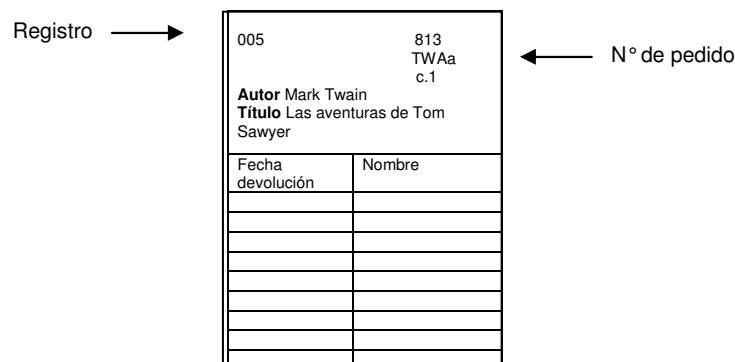 Registro
005 813
TWAa
N° de pedido
c.1
Autor Mark Twain
Título Las aventuras de Tom
Sawyer
Fecha Nombre
devolución